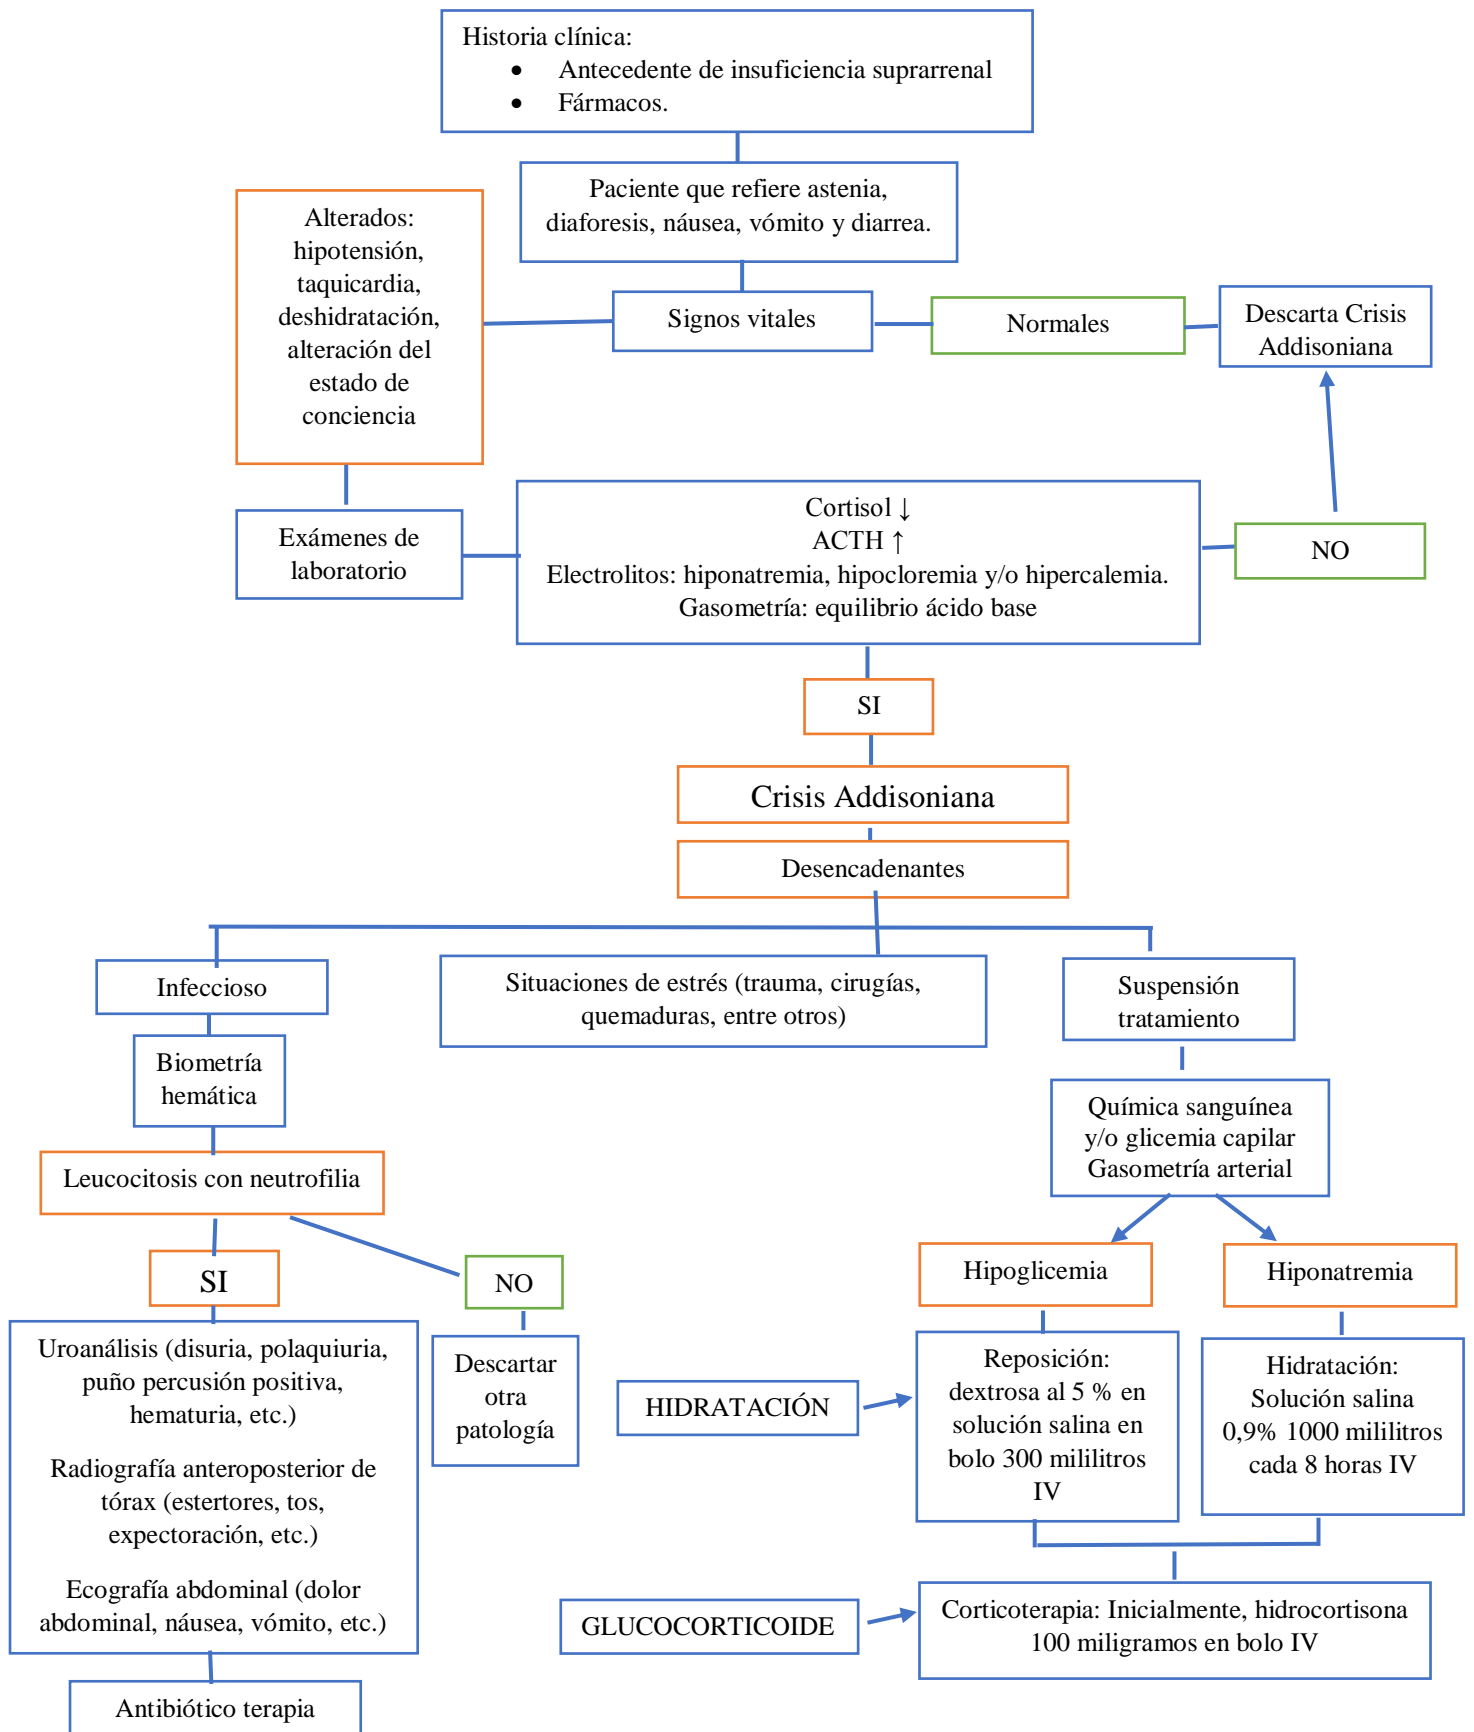 Historia clínica:
• Antecedente de insuficiencia suprarrenal
• Fármacos.
Paciente que refiere astenia,
diaforesis, náusea, vómito y diarrea.
Alterados:
hipotensión,
taquicardia,
deshidratación,
alteración del
estado de
conciencia
Signos vitales
Normales
Descarta Crisis
Addisoniana
Exámenes de
laboratorio
Cortisol ↓
ACTH ↑
Electrolitos: hiponatremia, hipocloremia y/o hipercalemia.
Gasometría: equilibrio ácido base
NO
SI
Crisis Addisoniana
Desencadenantes
Infeccioso
Situaciones de estrés (trauma, cirugías,
quemaduras, entre otros)
Suspensión
tratamiento
Biometría
hemática
Química sanguínea
y/o glicemia capilar
Gasometría arterial
Leucocitosis con neutrofilia
SI
NO
Hipoglicemia
Hiponatremia
Uroanálisis (disuria, polaquiuria,
puño percusión positiva,
hematuria, etc.)
Radiografía anteroposterior de
tórax (estertores, tos,
expectoración, etc.)
Ecografía abdominal (dolor
abdominal, náusea, vómito, etc.)
Descartar
otra
patología
HIDRATACIÓN
Reposición:
dextrosa al 5 % en
solución salina en
bolo 300 mililitros
IV
Hidratación:
Solución salina
0,9% 1000 mililitros
cada 8 horas IV
GLUCOCORTICOIDE
Corticoterapia: Inicialmente, hidrocortisona
100 miligramos en bolo IV
Antibiótico terapia